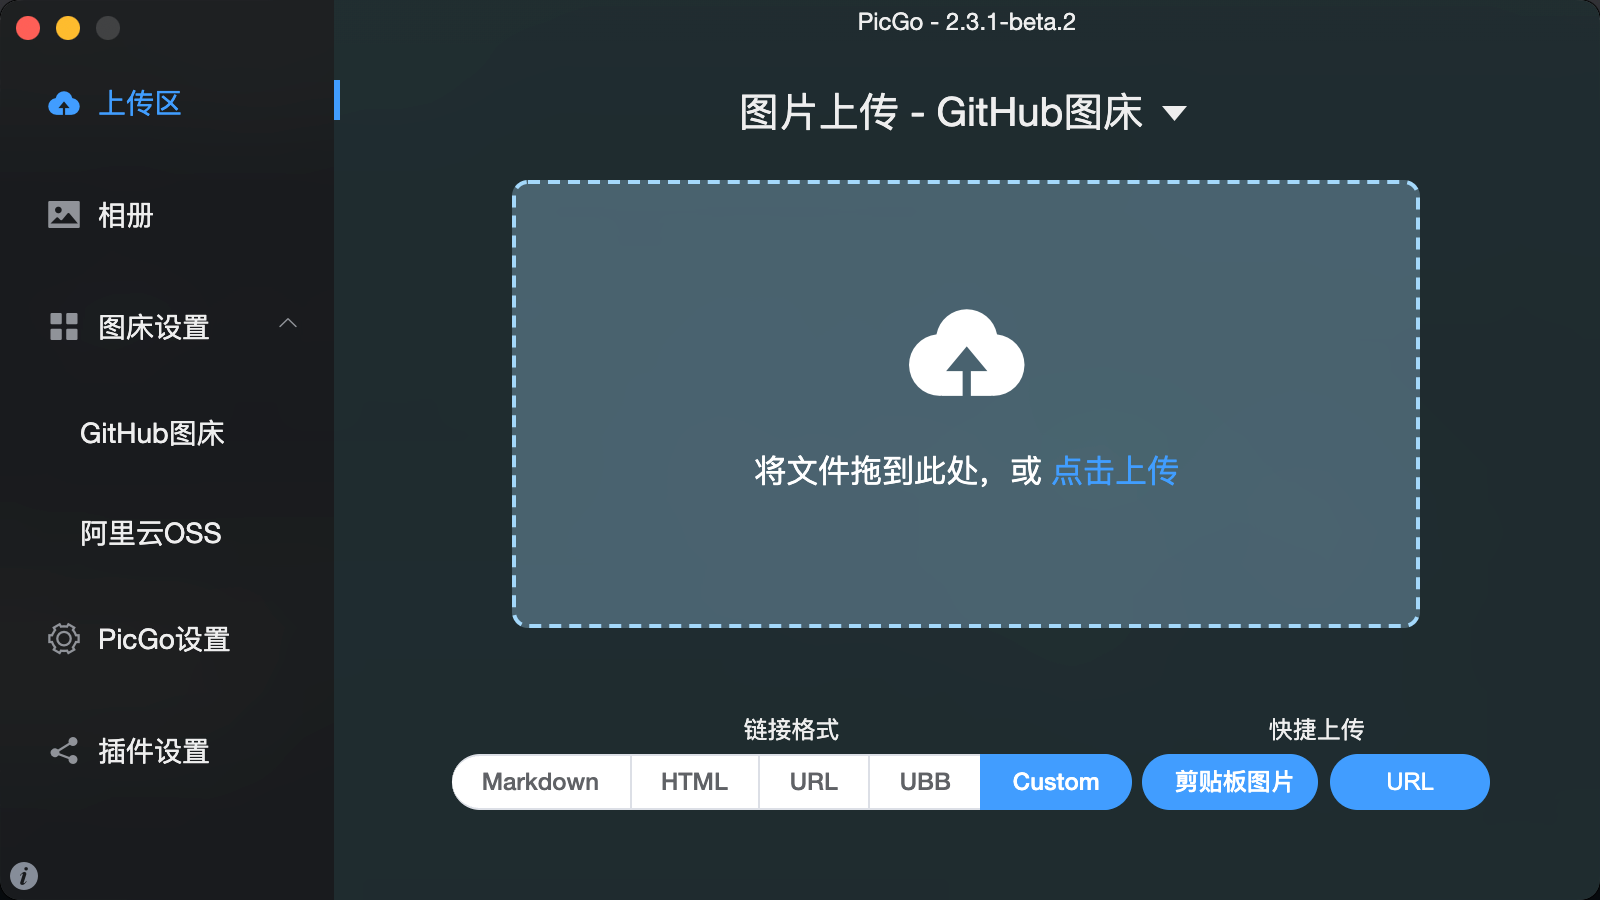 PicGo - 2.3.1-beta.2
上传区
相册
图床设置
GitHub图床
阿里云OSS
PicGo设置
插件设置
图片上传 - GitHub图床
将文件拖到此处，或 点击上传
链接格式
Markdown HTML URL UBB Custom
快捷上传
剪贴板图片 URL